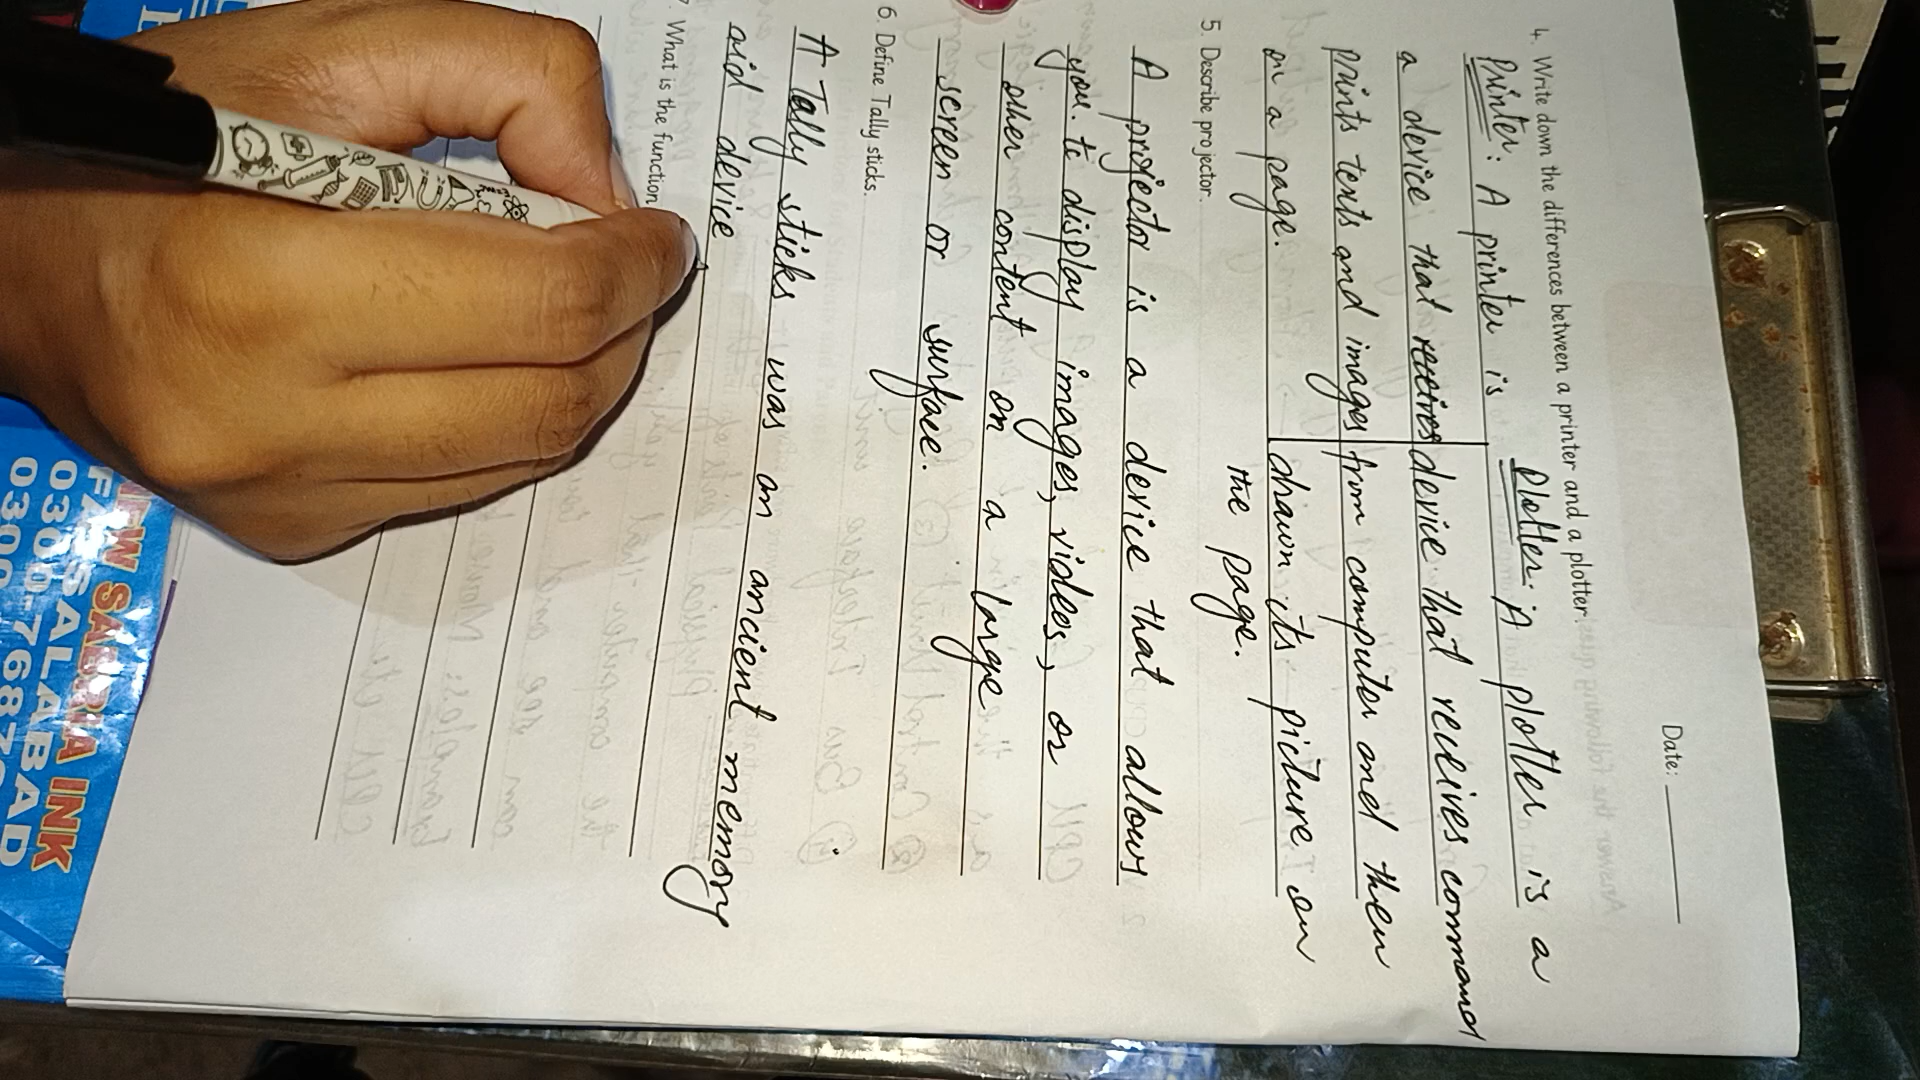 Date:
4. Write down the differences between a printer and a plotter.
Printer: A printer is
a device that receives
prints texts and images
on a page.
Plotter: A plotter is a
device that receives command
from computer and then
drawn its picture on
the page.
5. Describe projector.
A projector is a device that allows
you to display images, videos, or
other content on a large
screen or surface.
6. Define Tally sticks.
A Tally sticks was an ancient memory
aid device
7. What is the function
NEW SABRIA INK
FAISALABAD